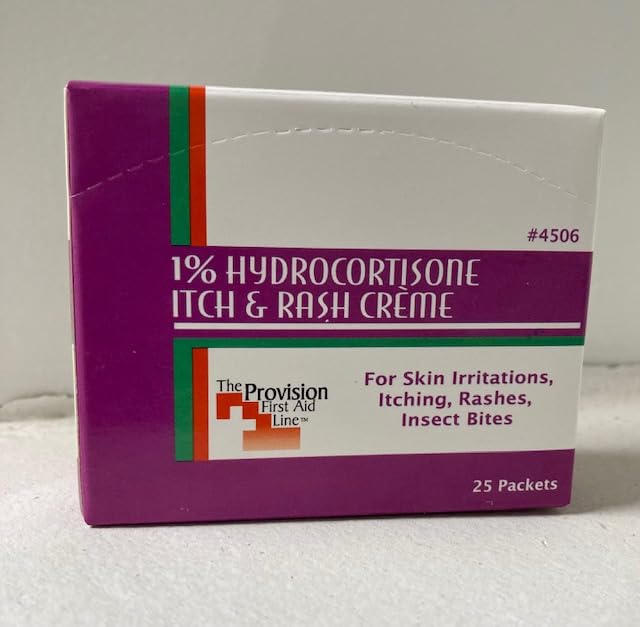 #4506
1% HYDROCORTISONE
ITCH & RASH CRÈME
The Provision
First Aid
Line™
For Skin Irritations,
Itching, Rashes,
Insect Bites
25 Packets